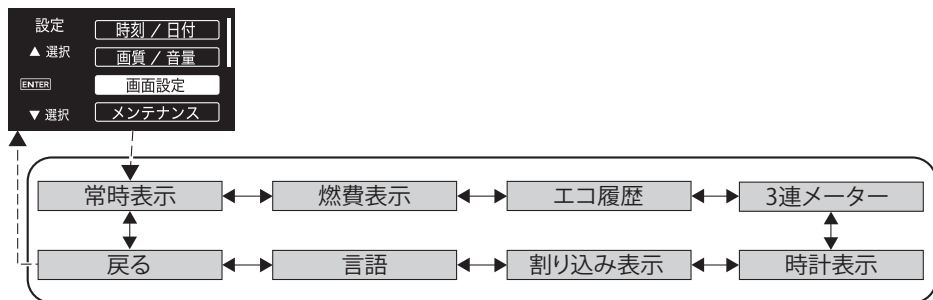 設定
時刻 / 日付
▲ 選択
画質 / 音量
ENTER
画面設定
▼ 選択
メンテナンス
常時表示
燃費表示
エコ履歴
3連メーター
戻る
言語
割り込み表示
時計表示